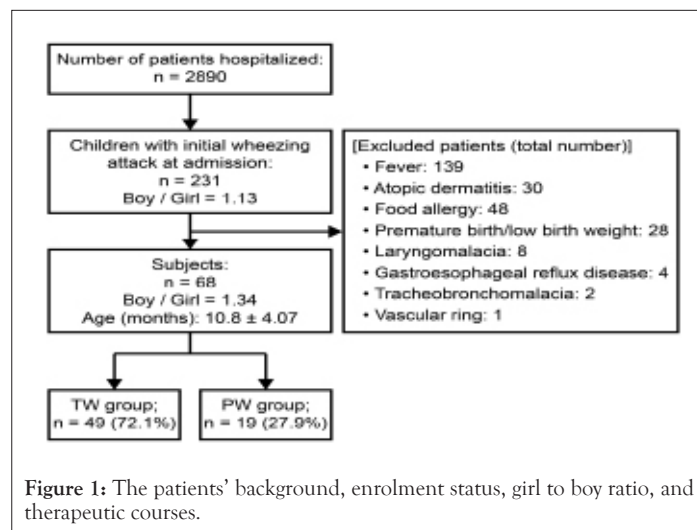 Number of patients hospitalized:
n = 2890
Children with initial wheezing
attack at admission:
n = 231
Boy / Girl = 1.13
[Excluded patients (total number)]
• Fever: 139
• Atopic dermatitis: 30
• Food allergy: 48
• Premature birth/low birth weight: 28
• Laryngomalacia: 8
• Gastroesophageal reflux disease: 4
• Tracheobronchomalacia: 2
• Vascular ring: 1
Subjects:
n = 68
Boy / Girl = 1.34
Age (months): 10.8 ± 4.07
TW group;
n = 49 (72.1%)
PW group;
n = 19 (27.9%)
Figure 1: The patients’ background, enrolment status, girl to boy ratio, and
therapeutic courses.